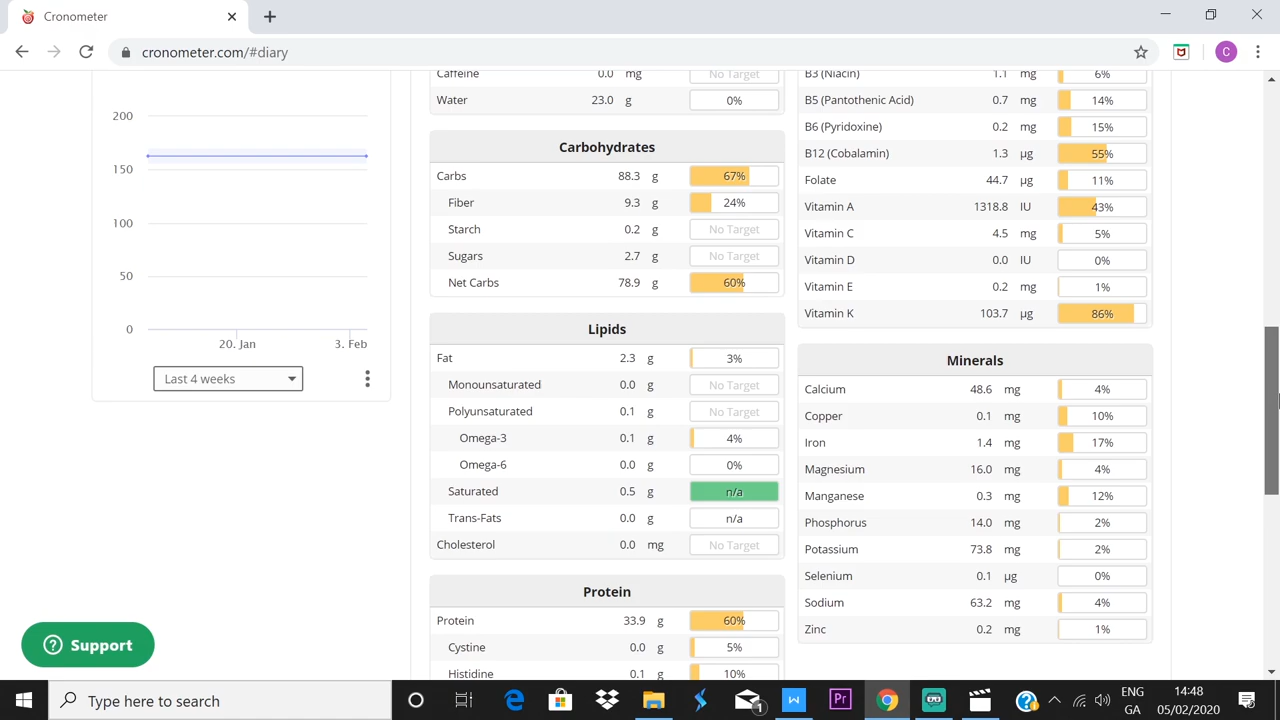 Cronometer
cronometer.com/#diary
C
200
150
100
50
0
20. Jan 3. Feb
Last 4 weeks
Support
Caffeine 0.0 mg No Target
Water 23.0 g 0%
Carbohydrates
Carbs 88.3 g 67%
Fiber 9.3 g 24%
Starch 0.2 g No Target
Sugars 2.7 g No Target
Net Carbs 78.9 g 60%
Lipids
Fat 2.3 g 3%
Monounsaturated 0.0 g No Target
Polyunsaturated 0.1 g No Target
Omega-3 0.1 g 4%
Omega-6 0.0 g 0%
Saturated 0.5 g n/a
Trans-Fats 0.0 g n/a
Cholesterol 0.0 mg No Target
Protein
Protein 33.9 g 60%
Cystine 0.0 g 5%
Histidine 0.1 g 10%
B3 (Niacin) 1.1 mg 6%
B5 (Pantothenic Acid) 0.7 mg 14%
B6 (Pyridoxine) 0.2 mg 15%
B12 (Cobalamin) 1.3 µg 55%
Folate 44.7 µg 11%
Vitamin A 1318.8 IU 43%
Vitamin C 4.5 mg 5%
Vitamin D 0.0 IU 0%
Vitamin E 0.2 mg 1%
Vitamin K 103.7 µg 86%
Minerals
Calcium 48.6 mg 4%
Copper 0.1 mg 10%
Iron 1.4 mg 17%
Magnesium 16.0 mg 4%
Manganese 0.3 mg 12%
Phosphorus 14.0 mg 2%
Potassium 73.8 mg 2%
Selenium 0.1 µg 0%
Sodium 63.2 mg 4%
Zinc 0.2 mg 1%
Type here to search
1
Pr
ENG
GA
14:48
05/02/2020